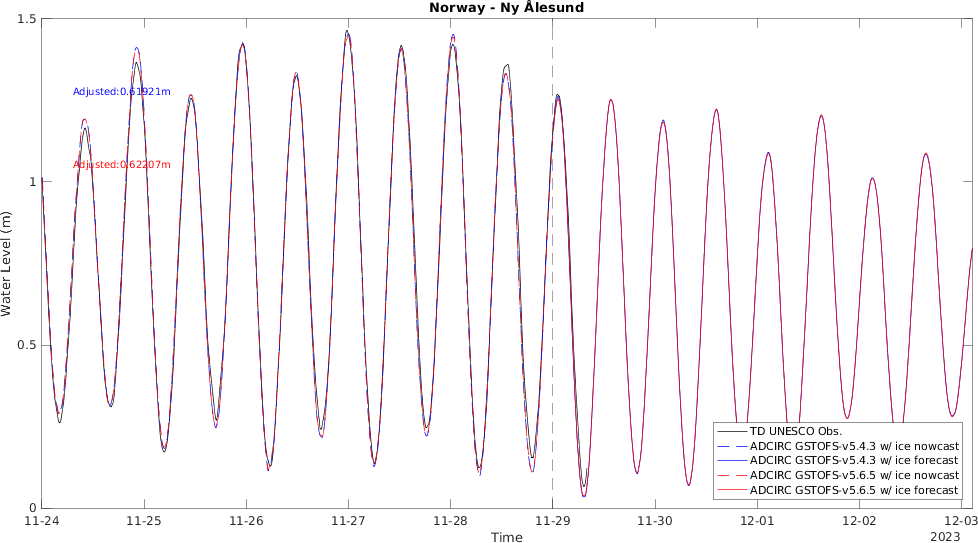 Norway - Ny Ålesund
1.5
1
0.5
0
Water Level (m)
Adjusted:0.61921m
Adjusted:0.62207m
TD UNESCO Obs.
ADCIRC GSTOFS-v5.4.3 w/ ice nowcast
ADCIRC GSTOFS-v5.4.3 w/ ice forecast
ADCIRC GSTOFS-v5.6.5 w/ ice nowcast
ADCIRC GSTOFS-v5.6.5 w/ ice forecast
11-24 11-25 11-26 11-27 11-28 11-29 11-30 12-01 12-02 12-03
Time
2023